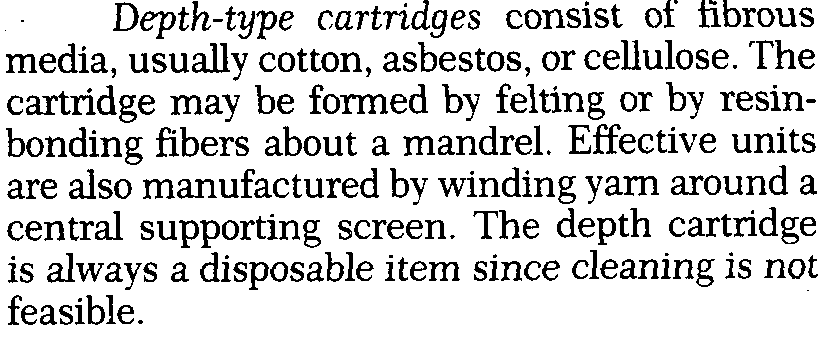 Depth-type cartridges consist of fibrous
media, usually cotton, asbestos, or cellulose. The
cartridge may be formed by felting or by resin-
bonding fibers about a mandrel. Effective units
are also manufactured by winding yarn around a
central supporting screen. The depth cartridge
is always a disposable item since cleaning is not
feasible.